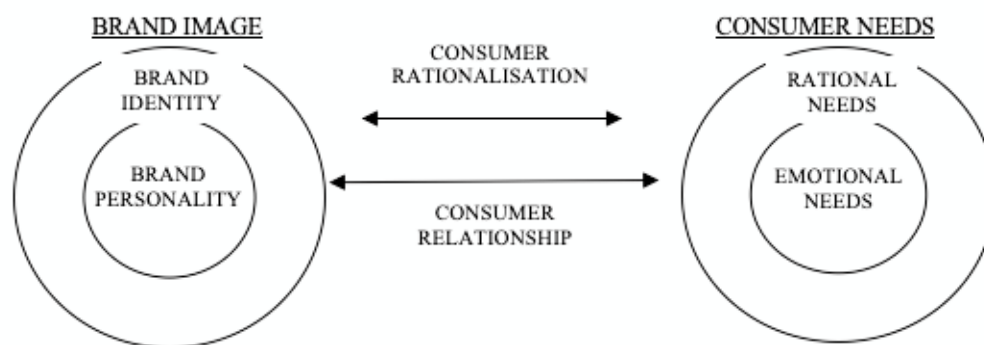 BRAND IMAGE
BRAND
IDENTITY
BRAND
PERSONALITY
CONSUMER
RATIONALISATION
CONSUMER
RELATIONSHIP
CONSUMER NEEDS
RATIONAL
NEEDS
EMOTIONAL
NEEDS